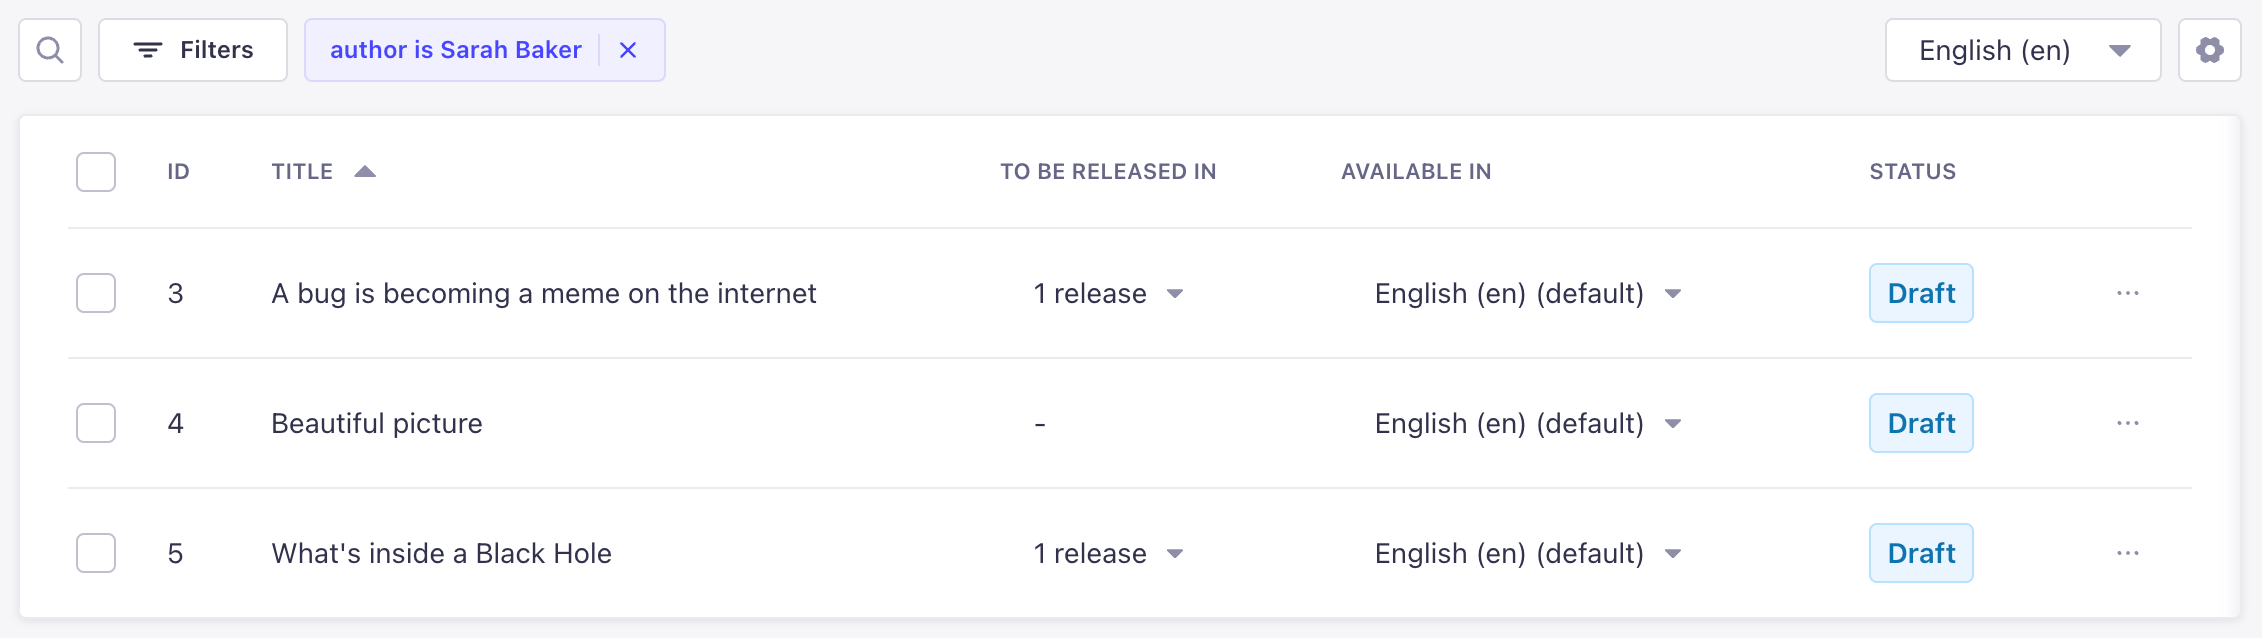 Filters author is Sarah Baker English (en)
ID TITLE TO BE RELEASED IN AVAILABLE IN STATUS
3 A bug is becoming a meme on the internet 1 release English (en) (default) Draft ...
4 Beautiful picture - English (en) (default) Draft ...
5 What's inside a Black Hole 1 release English (en) (default) Draft ...